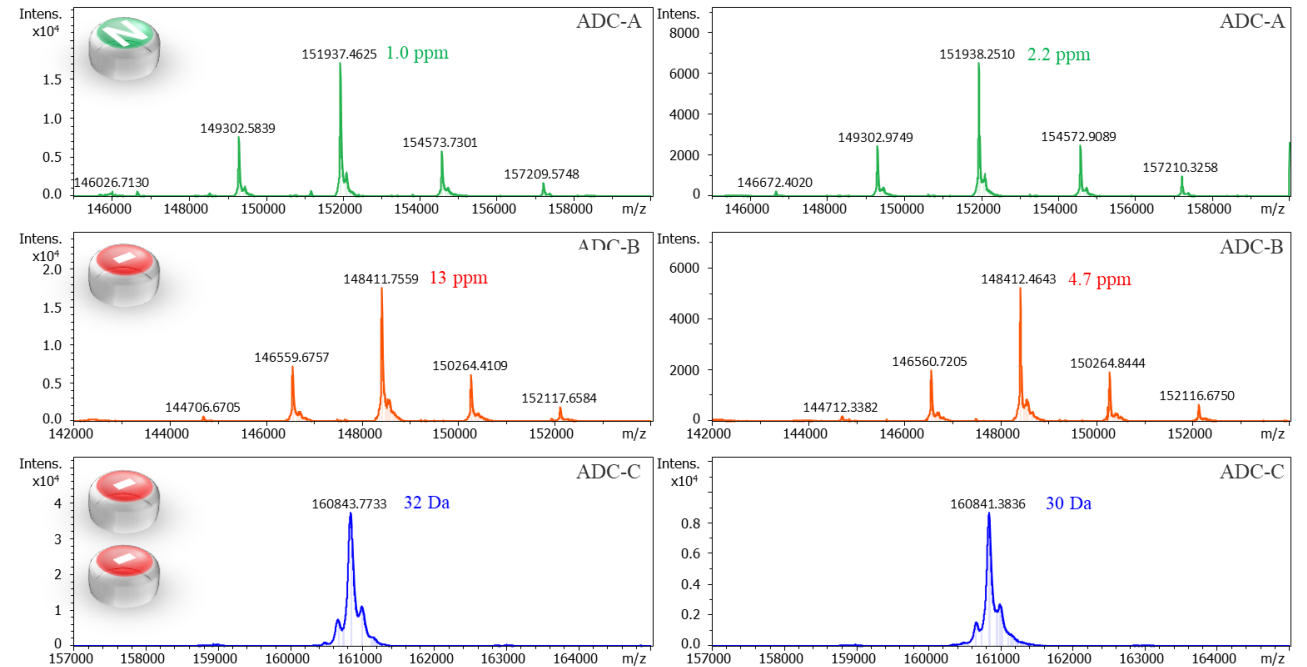 Intens.
x10⁴
ADC-A
N
151937.4625 1.0 ppm
149302.5839
154573.7301
157209.5748
146026.7130
1.5
1.0
0.5
0.0
146000 148000 150000 152000 154000 156000 158000 m/z
Intens.
ADC-A
151938.2510 2.2 ppm
149302.9749
154572.9089
157210.3258
146672.4020
8000
6000
4000
2000
0
146000 148000 150000 152000 154000 156000 158000 m/z
Intens.
x10⁴
ADC-B
148411.7559 13 ppm
146559.6757
150264.4109
152117.6584
144706.6705
2.0
1.5
1.0
0.5
0.0
142000 144000 146000 148000 150000 152000 m/z
Intens.
ADC-B
148412.4643 4.7 ppm
146560.7205
150264.8444
152116.6750
144712.3382
6000
4000
2000
0
142000 144000 146000 148000 150000 152000 m/z
Intens.
x10⁴
ADC-C
160843.7733 32 Da
4
3
2
1
0
157000 158000 159000 160000 161000 162000 163000 164000 m/z
Intens.
x10⁴
ADC-C
160841.3836 30 Da
0.8
0.6
0.4
0.2
0.0
157000 158000 159000 160000 161000 162000 163000 164000 m/z